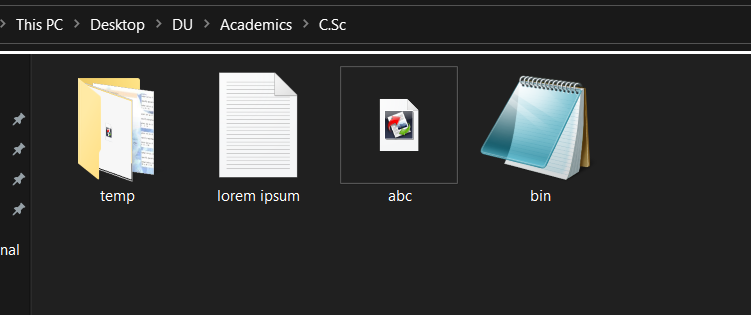 This PC > Desktop > DU > Academics > C.Sc
temp lorem ipsum abc bin
nal